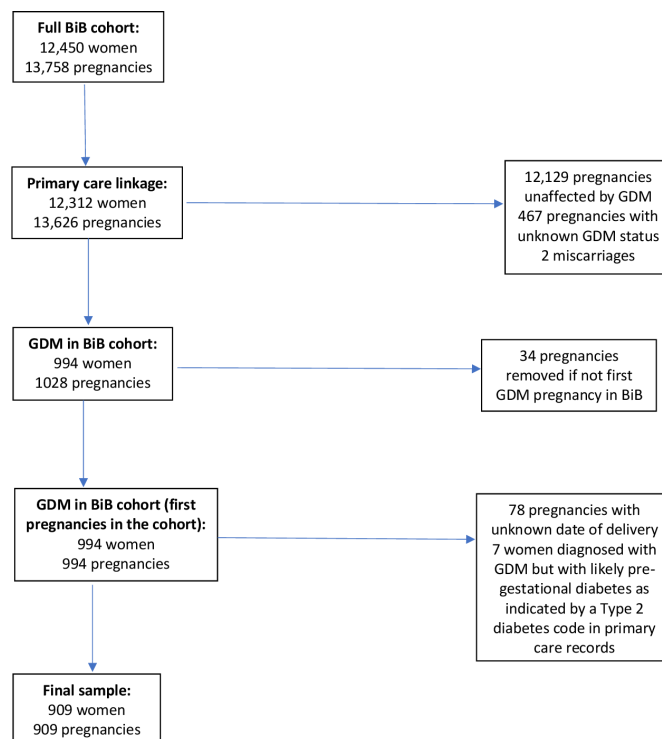 Full BiB cohort:
12,450 women
13,758 pregnancies
Primary care linkage:
12,312 women
13,626 pregnancies
12,129 pregnancies
unaffected by GDM
467 pregnancies with
unknown GDM status
2 miscarriages
GDM in BiB cohort:
994 women
1028 pregnancies
34 pregnancies
removed if not first
GDM pregnancy in BiB
GDM in BiB cohort (first
pregnancies in the cohort):
994 women
994 pregnancies
78 pregnancies with
unknown date of delivery
7 women diagnosed with
GDM but with likely pre-
gestational diabetes as
indicated by a Type 2
diabetes code in primary
care records
Final sample:
909 women
909 pregnancies